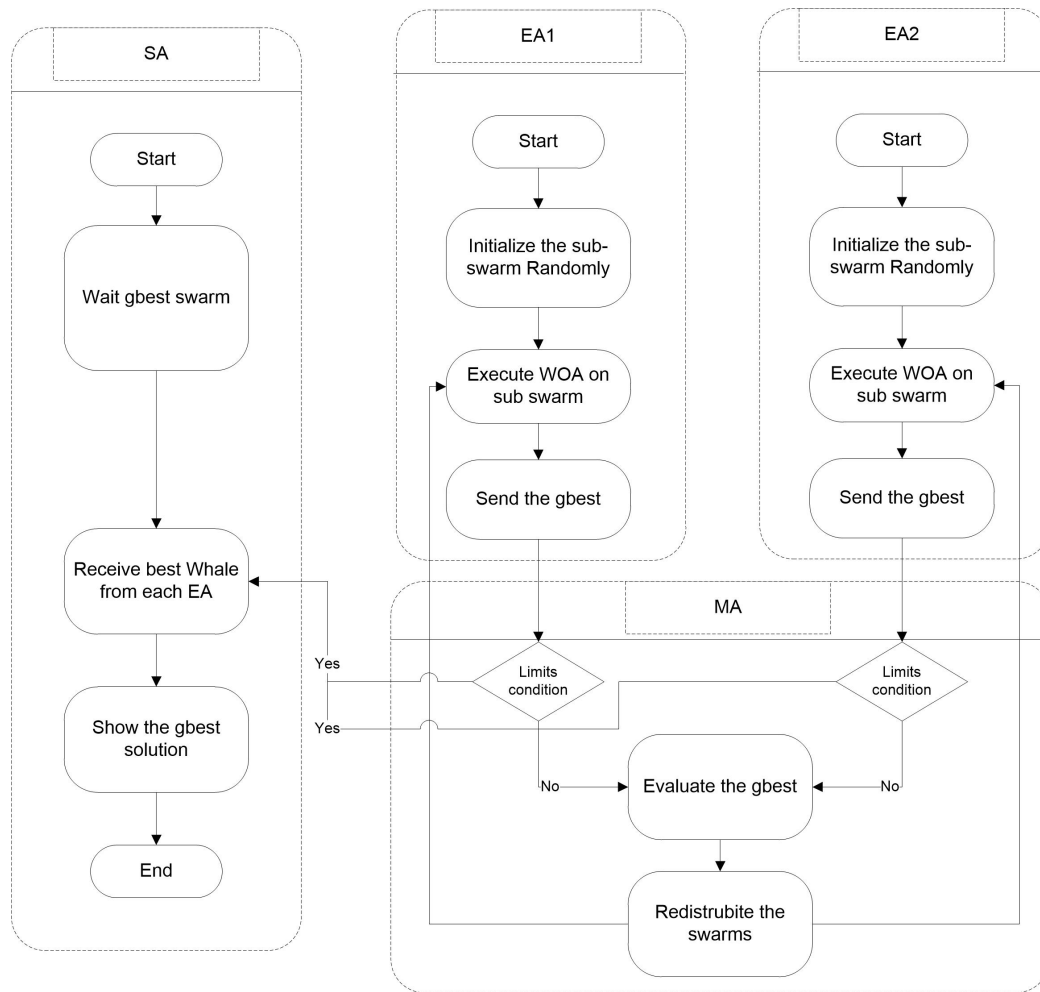 SA
Start
Wait gbest swarm
Receive best Whale
from each EA
Show the gbest
solution
End
EA1
Start
Initialize the sub-
swarm Randomly
Execute WOA on
sub swarm
Send the gbest
EA2
Start
Initialize the sub-
swarm Randomly
Execute WOA on
sub swarm
Send the gbest
MA
Limits
condition
Limits
condition
Yes
Yes
No
No
Evaluate the gbest
Redistrubite the
swarms